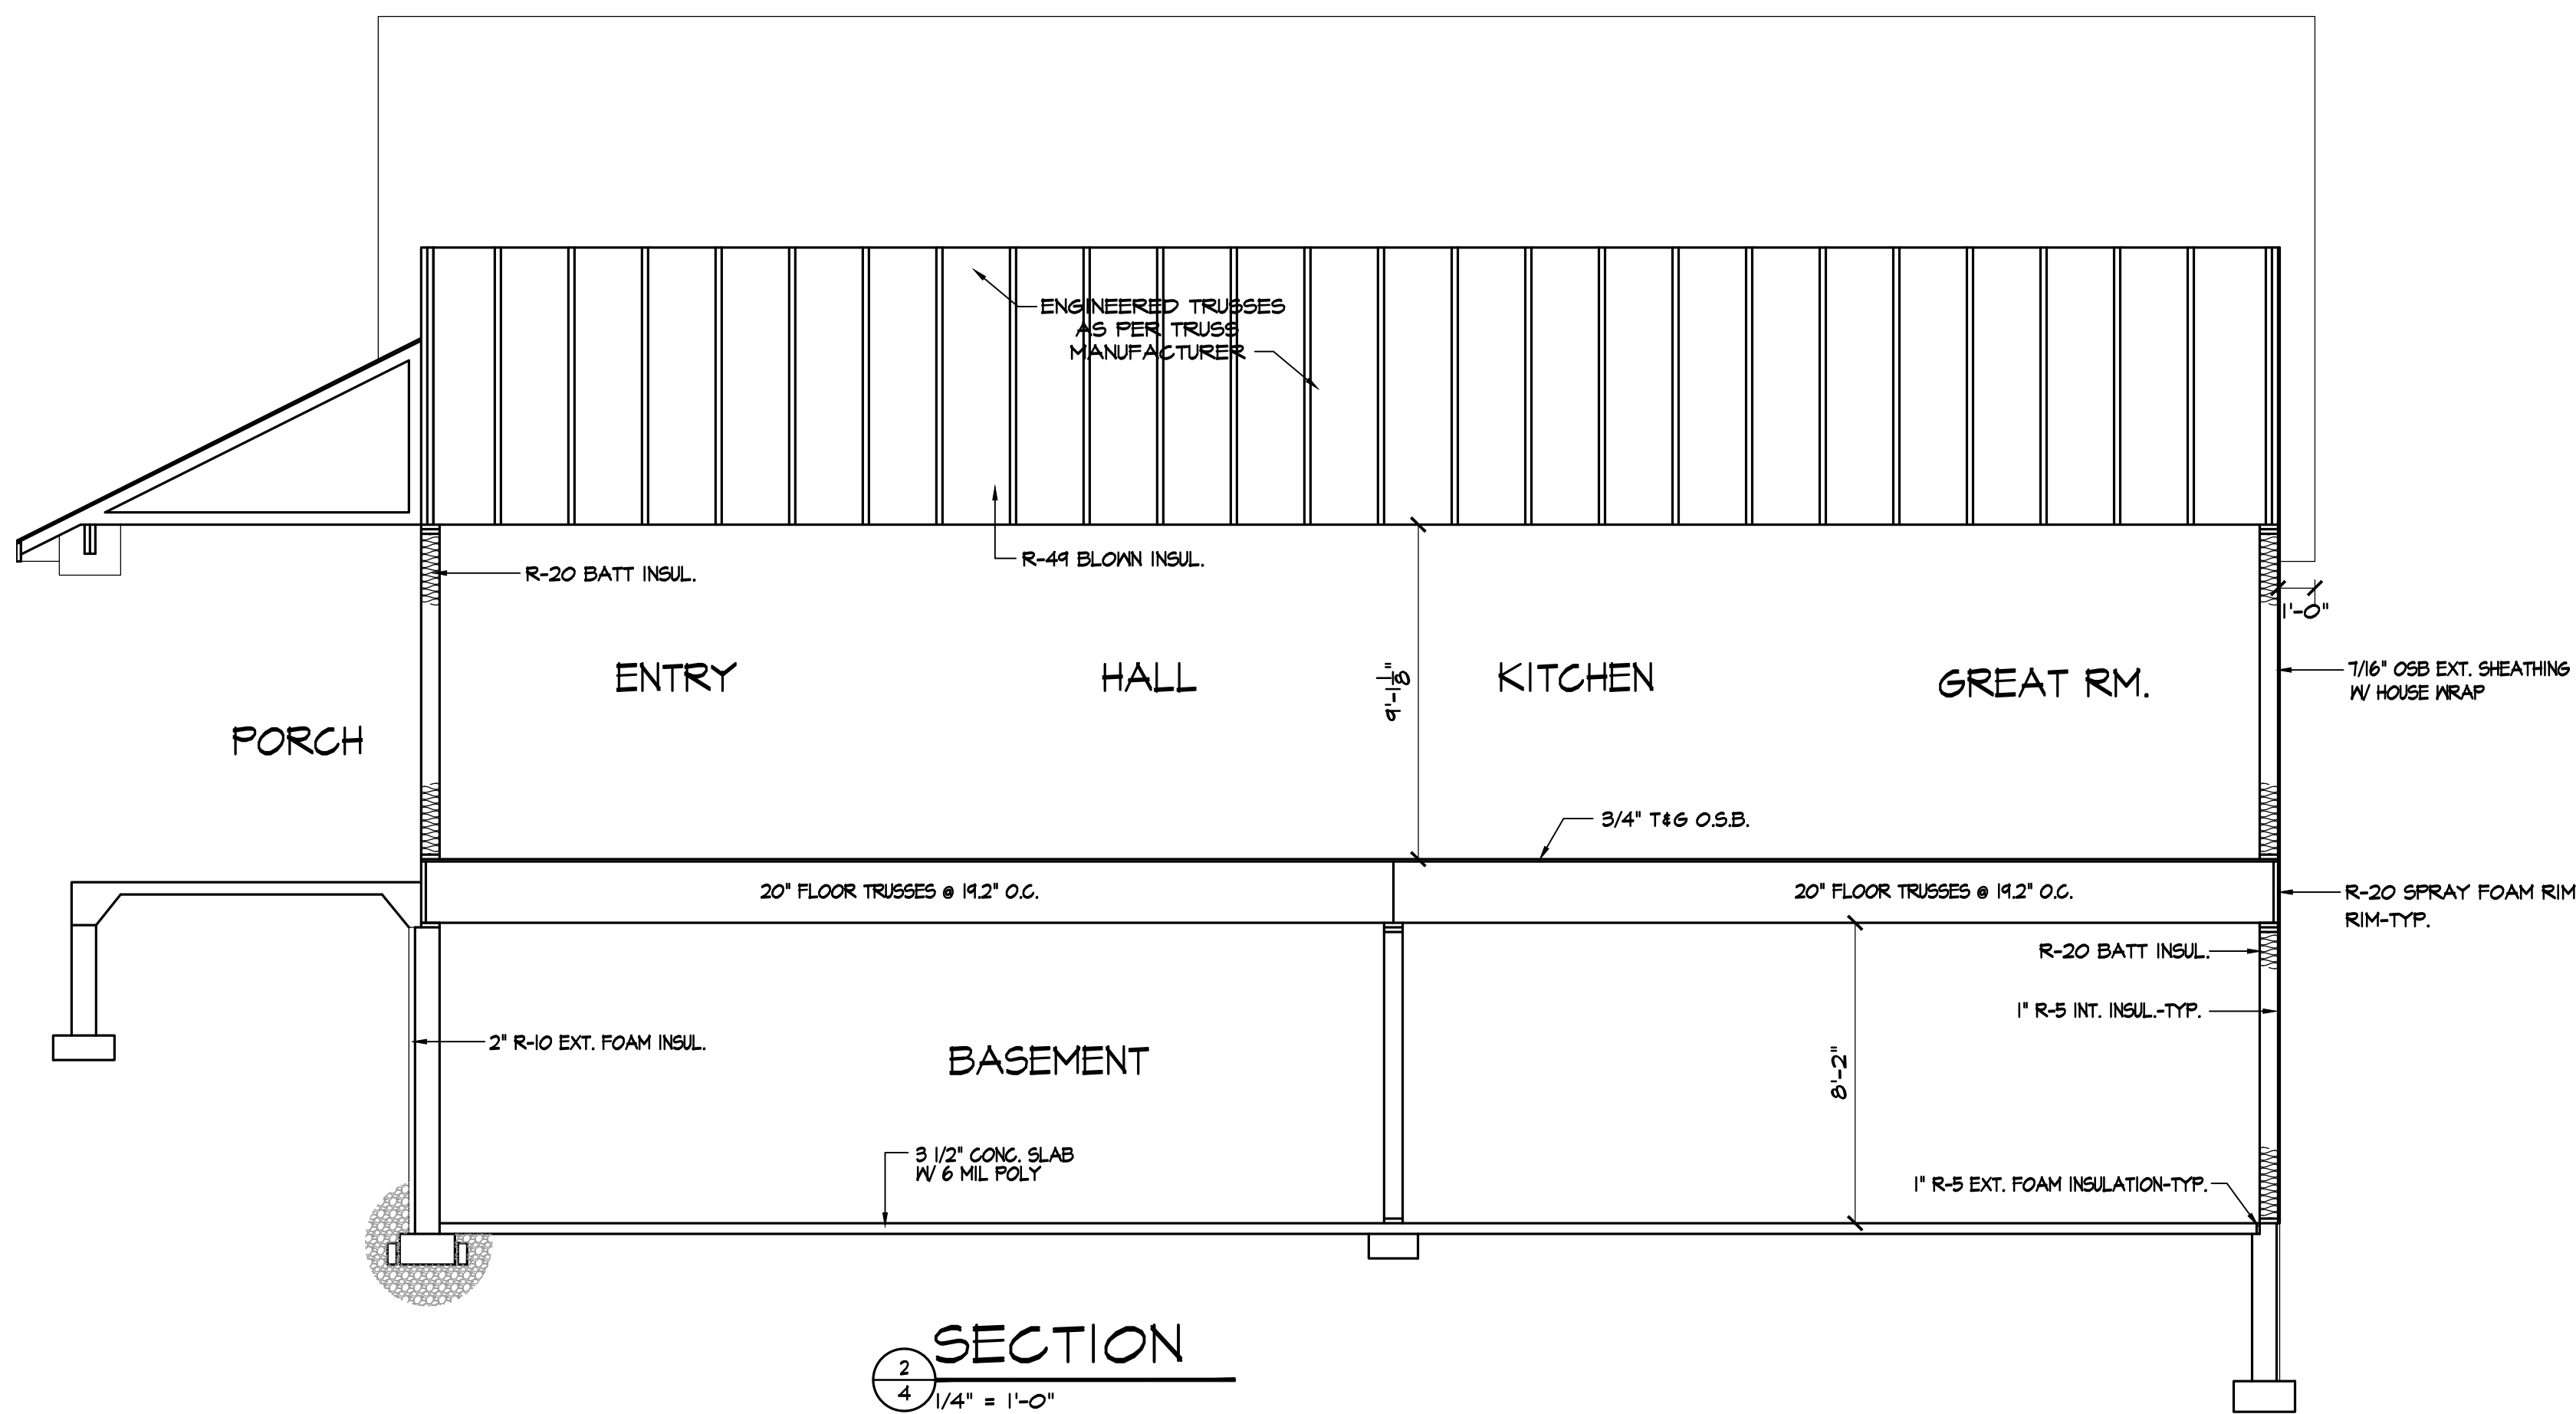 ENGINEERED TRUSSES
AS PER TRUSS
MANUFACTURER
R-49 BLOWN INSUL.
R-20 BATT INSUL.
1'-0"
ENTRY
HALL
9'-1 1/8"
KITCHEN
GREAT RM.
7/16" OSB EXT. SHEATHING
W/ HOUSE WRAP
PORCH
3/4" T&G O.S.B.
20" FLOOR TRUSSES @ 19.2" O.C.
20" FLOOR TRUSSES @ 19.2" O.C.
R-20 SPRAY FOAM RIM
RIM-TYP.
R-20 BATT INSUL.
1" R-5 INT. INSUL.-TYP.
2" R-10 EXT. FOAM INSUL.
BASEMENT
8'-2"
3 1/2" CONC. SLAB
W/ 6 MIL POLY
1" R-5 EXT. FOAM INSULATION-TYP.
SECTION
2
4
1/4" = 1'-0"